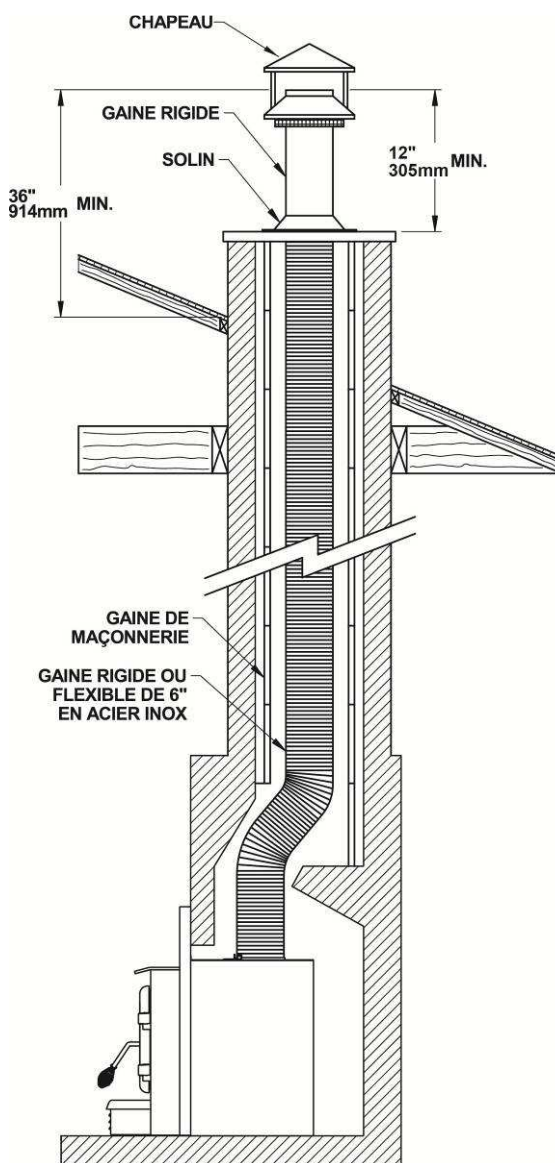 CHAPEAU
GAINE RIGIDE
SOLIN
36"
914mm MIN.
12"
305mm MIN.
GAINE DE
MAÇONNERIE
GAINE RIGIDE OU
FLEXIBLE DE 6"
EN ACIER INOX